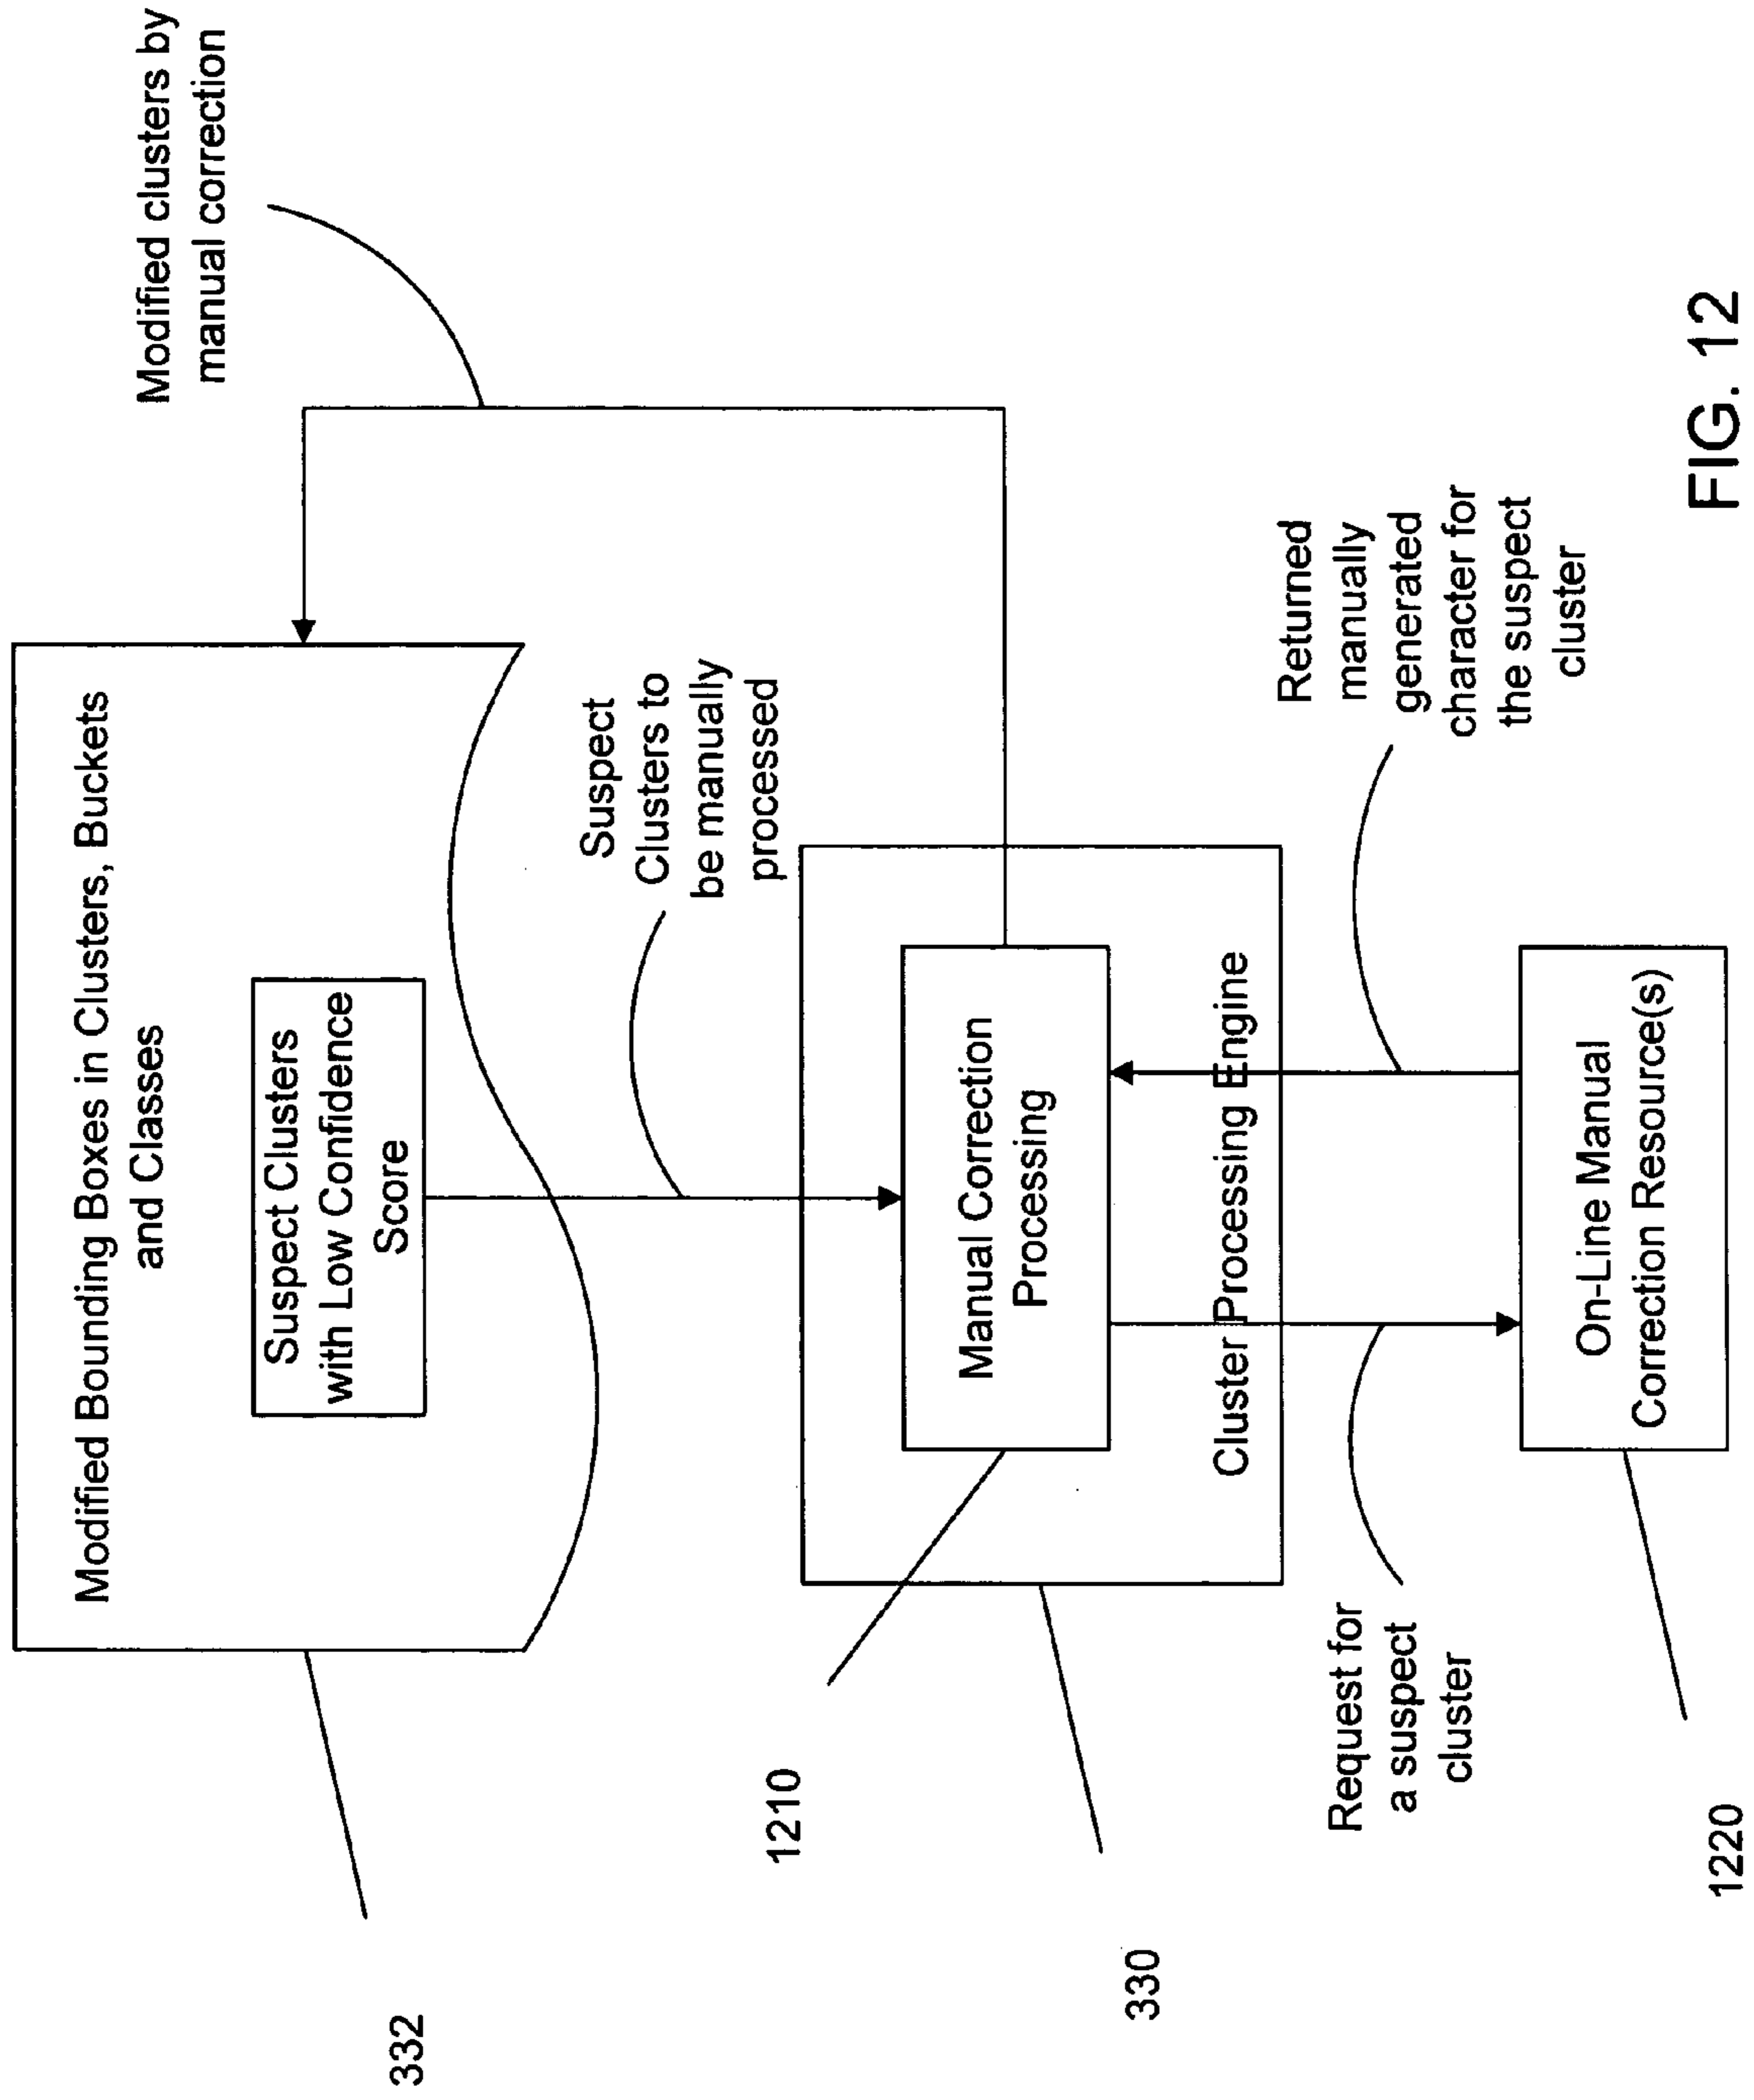 Modified Bounding Boxes in Clusters, Buckets
and Classes
Suspect Clusters
with Low Confidence
Score
332
Modified clusters by
manual correction
Suspect
Clusters to
be manually
processed
1210
Manual Correction
Processing
Cluster Processing Engine
330
Request for
a suspect
cluster
Returned
manually
generated
character for
the suspect
cluster
On-Line Manual
Correction Resource(s)
1220
FIG. 12